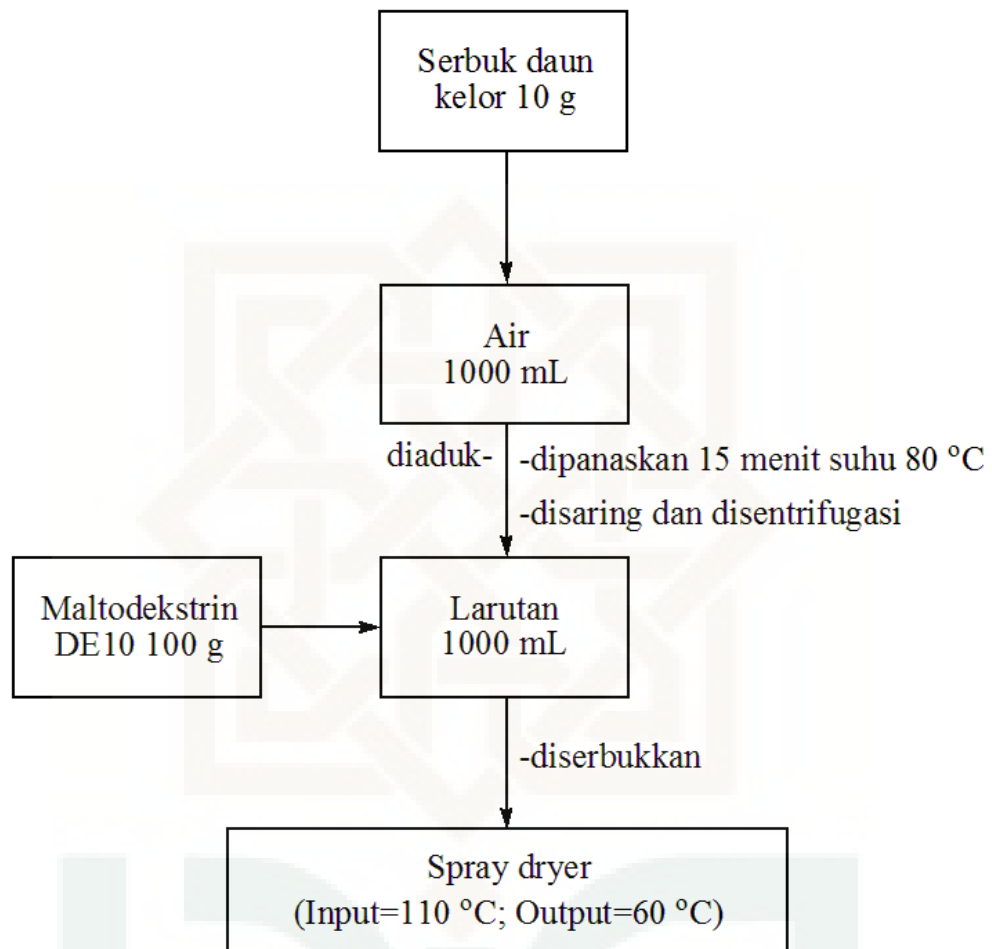 Serbuk daun
kelor 10 g
Air
1000 mL
diaduk-
-dipanaskan 15 menit suhu 80 °C
-disaring dan disentrifugasi
Maltodekstrin
DE10 100 g
Larutan
1000 mL
-diserbukkan
Spray dryer
(Input=110 °C; Output=60 °C)